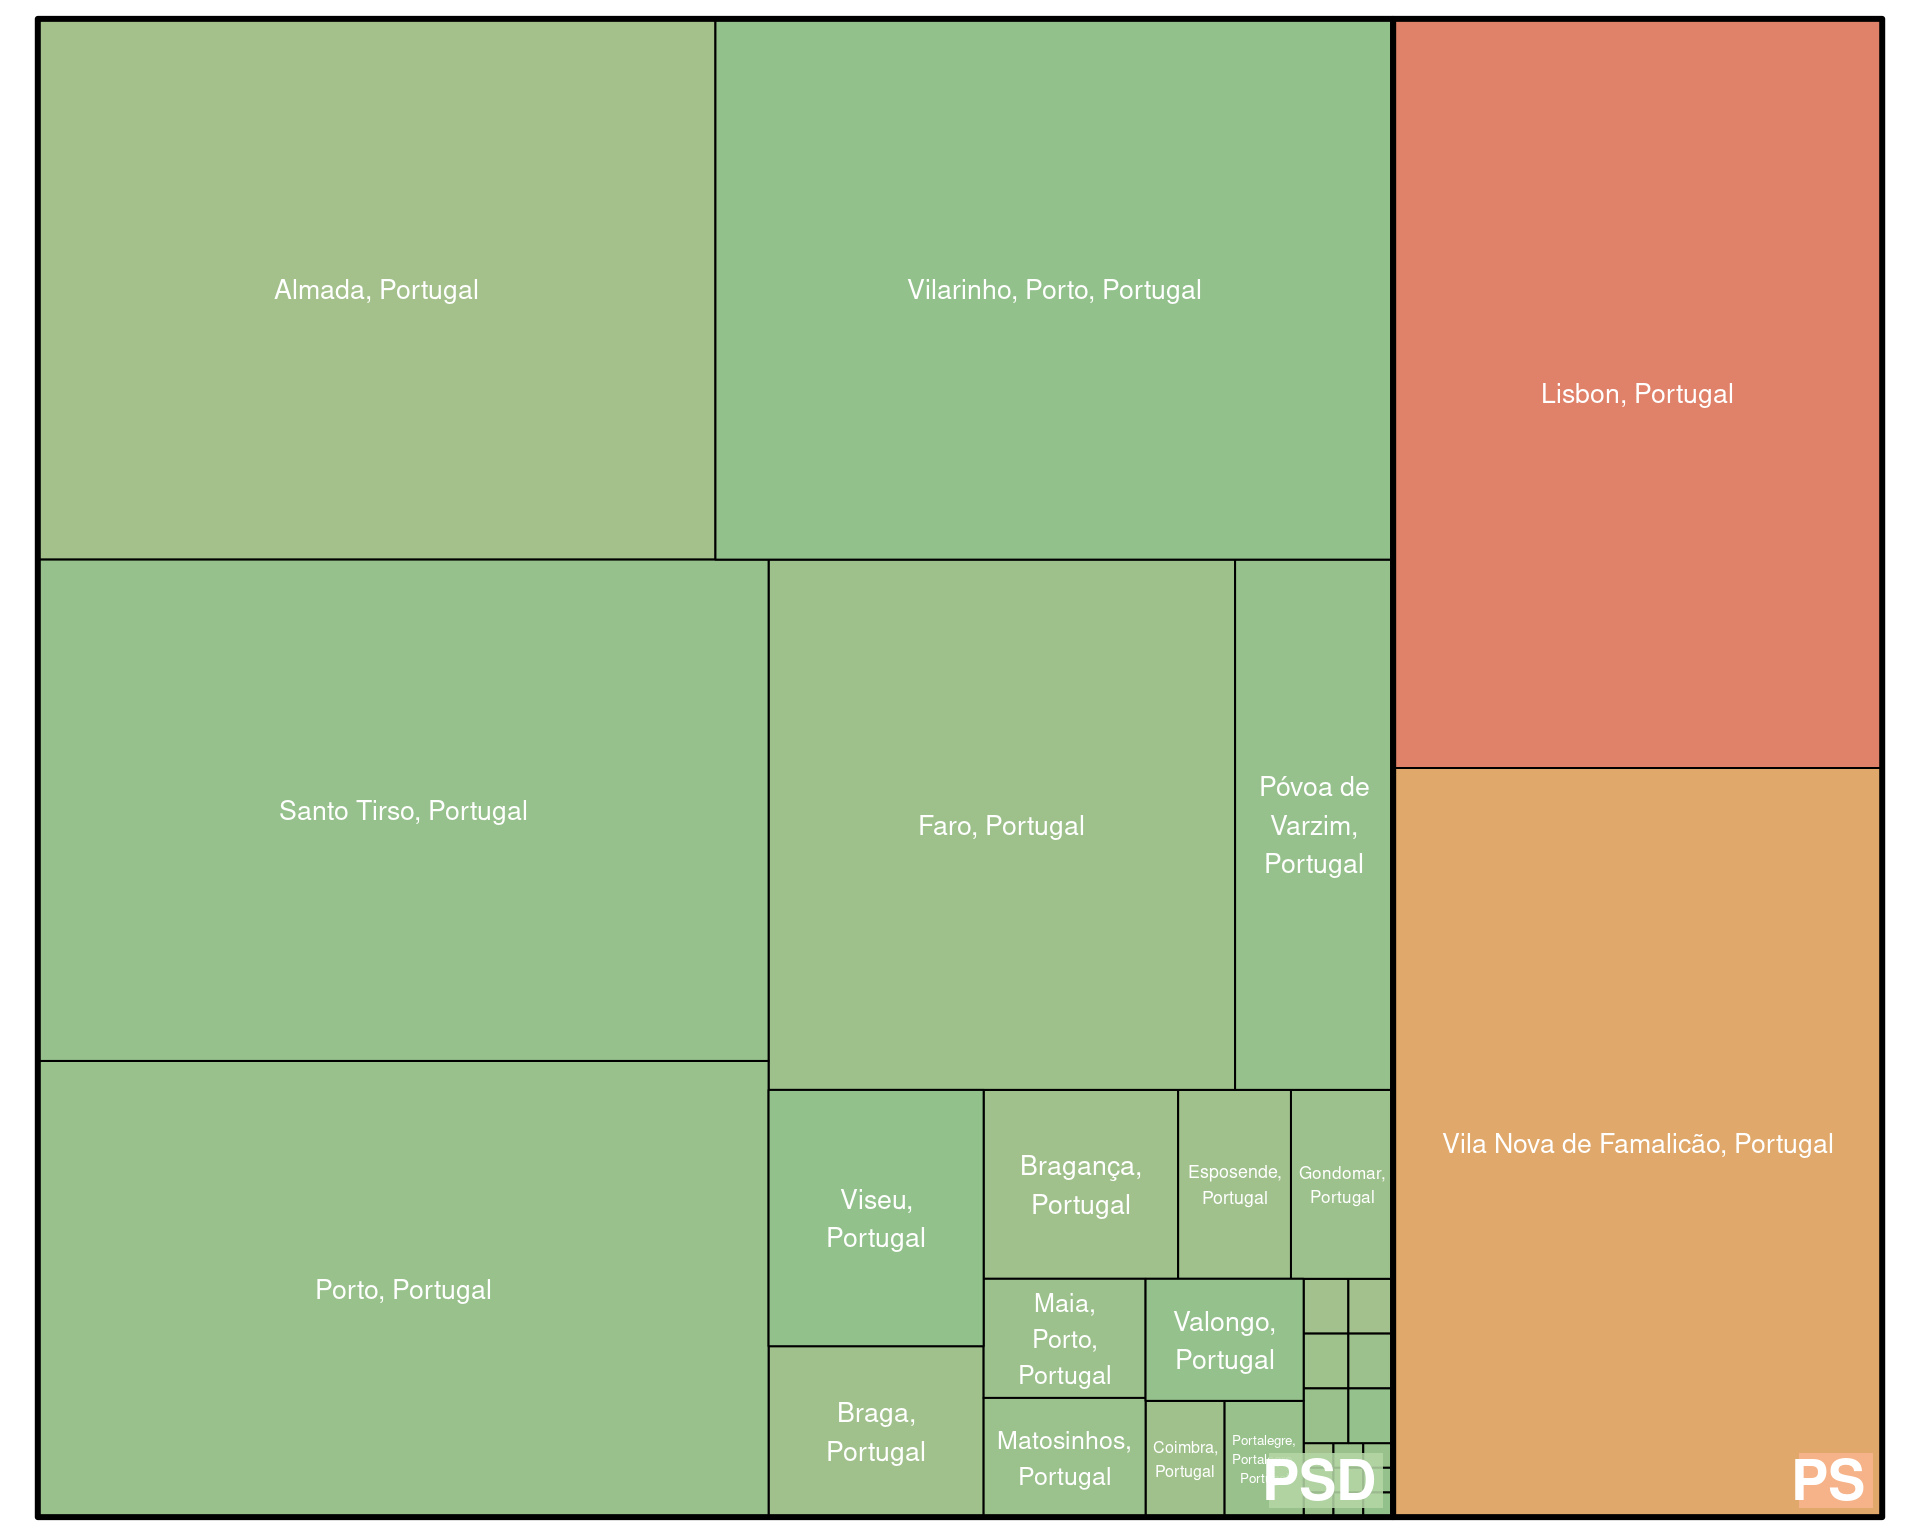 Almada, Portugal
Vilarinho, Porto, Portugal
Lisbon, Portugal
Santo Tirso, Portugal
Faro, Portugal
Póvoa de
Varzim,
Portugal
Porto, Portugal
Viseu,
Portugal
Bragança,
Portugal
Esposende,
Portugal
Gondomar,
Portugal
Vila Nova de Famalicão, Portugal
Maia,
Porto,
Portugal
Valongo,
Portugal
Braga,
Portugal
Matosinhos,
Portugal
Coimbra,
Portugal
Portalegre,
PSD
PS